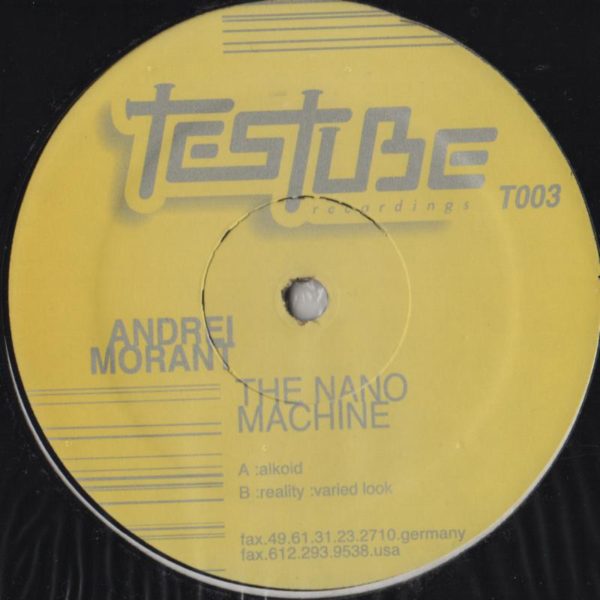 TESTUBE
recordings
T003
ANDREI
MORANT
THE NANO
MACHINE
A :alkoid
B :reality :varied look
fax.49.61.31.23.2710.germany
fax.612.293.9538.usa